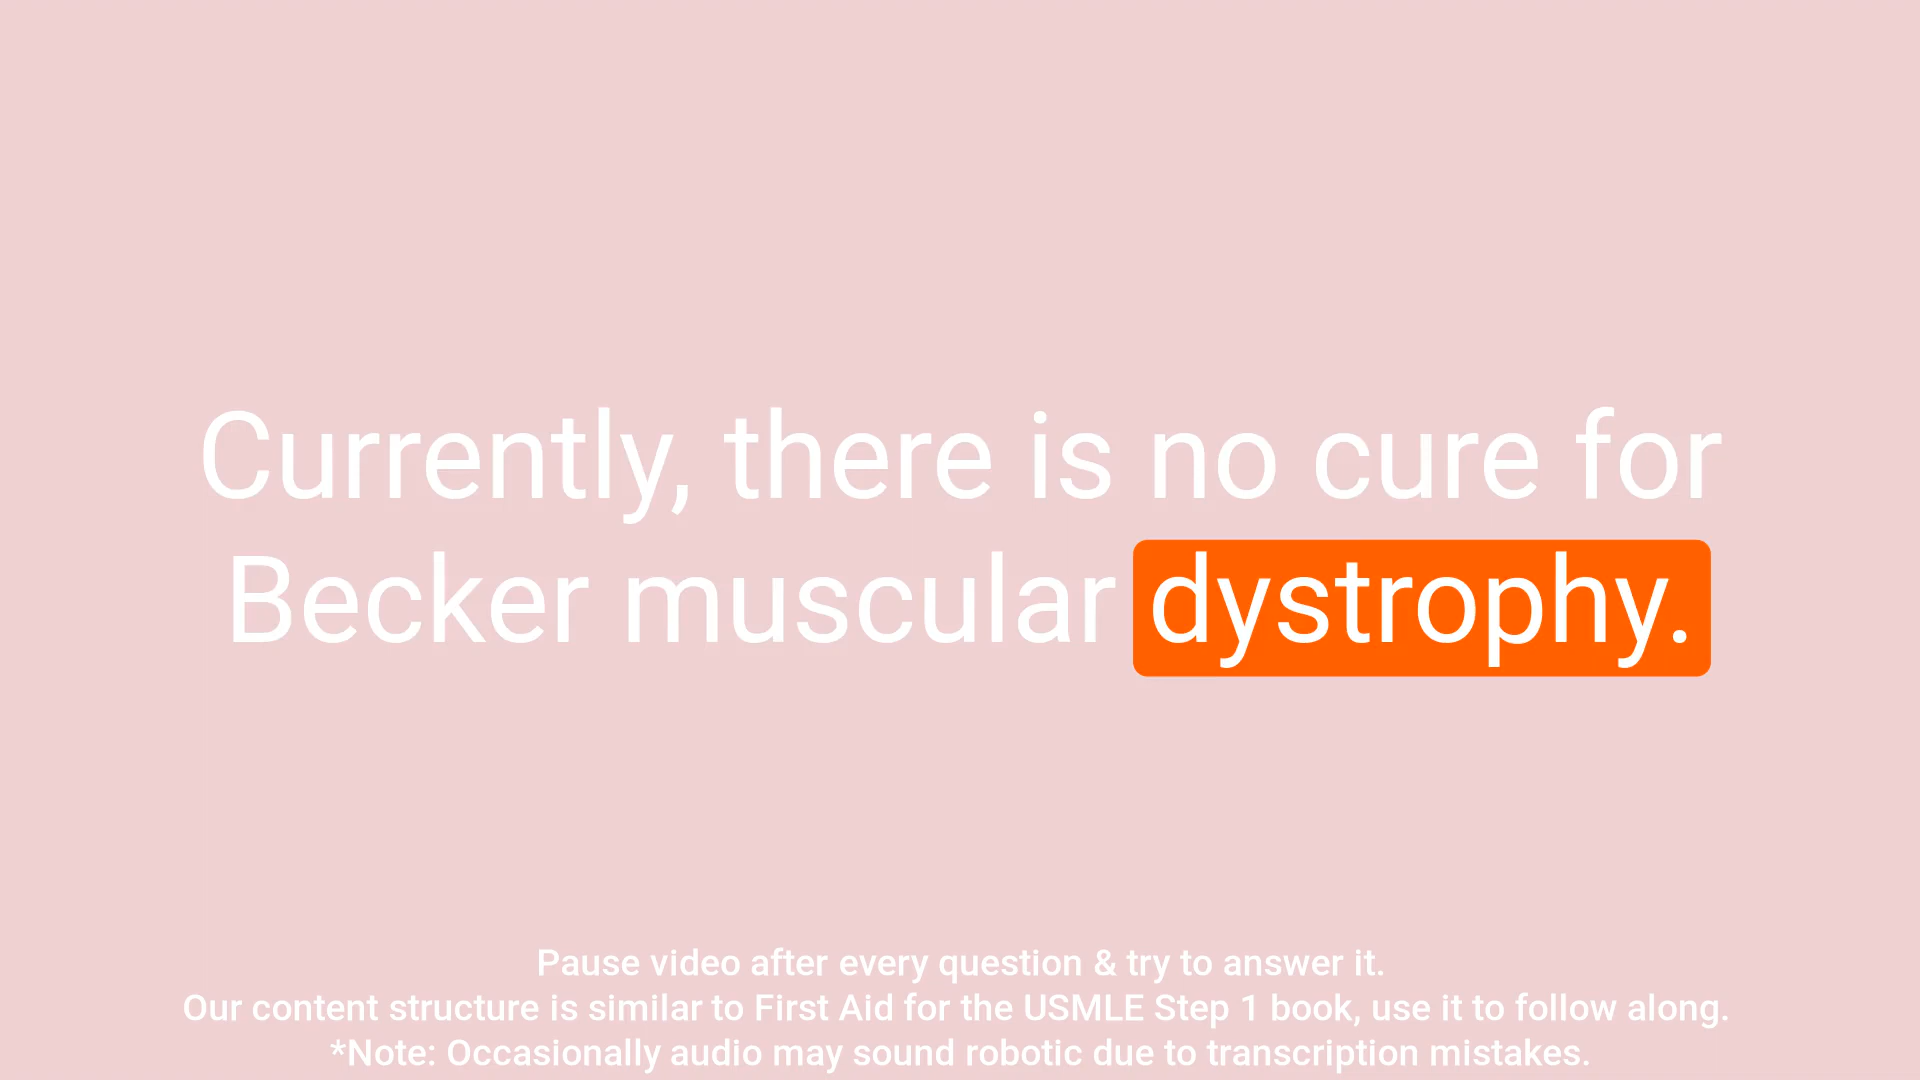 Currently, there is no cure for
Becker muscular dystrophy.
Pause video after every question & try to answer it.
Our content structure is similar to First Aid for the USMLE Step 1 book, use it to follow along.
*Note: Occasionally audio may sound robotic due to transcription mistakes.